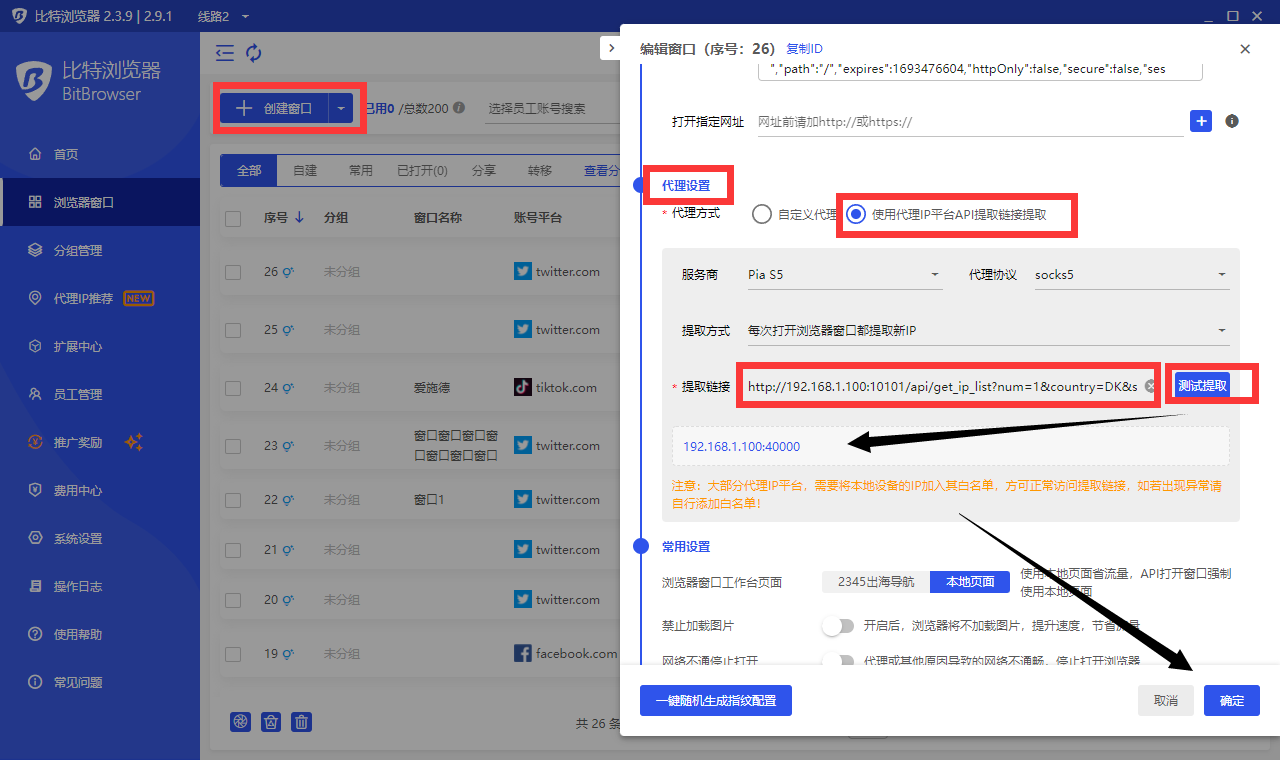 比特浏览器 2.3.9 | 2.9.1
线路2
比特浏览器
BitBrowser
首页
浏览器窗口
分组管理
代理IP推荐 NEW
扩展中心
员工管理
推广奖励
费用中心
系统设置
操作日志
使用帮助
常见问题
创建窗口
已用0 /总数200
选择员工账号搜索
全部 自建 常用 已打开(0) 分享 转移 查看分
序号 分组 窗口名称 账号平台
26 未分组 twitter.com
25 未分组 twitter.com
24 未分组 爱施德 tiktok.com
23 未分组 窗口窗口窗口窗口窗口窗口窗口 twitter.com
22 未分组 窗口1 twitter.com
21 未分组 twitter.com
20 未分组 twitter.com
19 未分组 facebook.com
共 26 条
编辑窗口（序号：26） 复制ID
","path":"/","expires":1693476604,"httpOnly":false,"secure":false,"ses
打开指定网址 网址前请加http://或https://
代理设置
* 代理方式 自定义代理 使用代理IP平台API提取链接提取
服务商 Pia S5 代理协议 socks5
提取方式 每次打开浏览器窗口都提取新IP
* 提取链接 http://192.168.1.100:10101/api/get_ip_list?num=1&country=DK&s 测试提取
192.168.1.100:40000
注意：大部分代理IP平台，需要将本地设备的IP加入其白名单，方可正常访问提取链接，如若出现异常请
自行添加白名单！
常用设置
浏览器窗口工作台页面 2345出海导航 本地页面 使用本地页面省流量，API打开窗口强制
使用本地页面
禁止加载图片 开启后，浏览器将不加载图片，提升速度，节省流量
网络不通停止打开 代理或其他原因导致的网络不通畅，停止打开浏览器
一键随机生成指纹配置 取消 确定